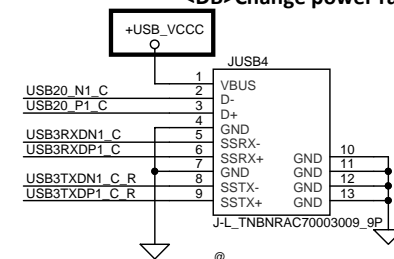 <DB>Change power ra
+USB_VCCC
JUSB4
1 VBUS
USB20_N1_C 2 D-
USB20_P1_C 3 D+
4 GND
USB3RXDN1_C 5 SSRX-
USB3RXDP1_C 6 SSRX+ GND 10
7 GND GND 11
USB3TXDN1_C_R 8 SSTX- GND 12
USB3TXDP1_C_R 9 SSTX+ GND 13
J-L_TNBNRAC70003009_9P
@